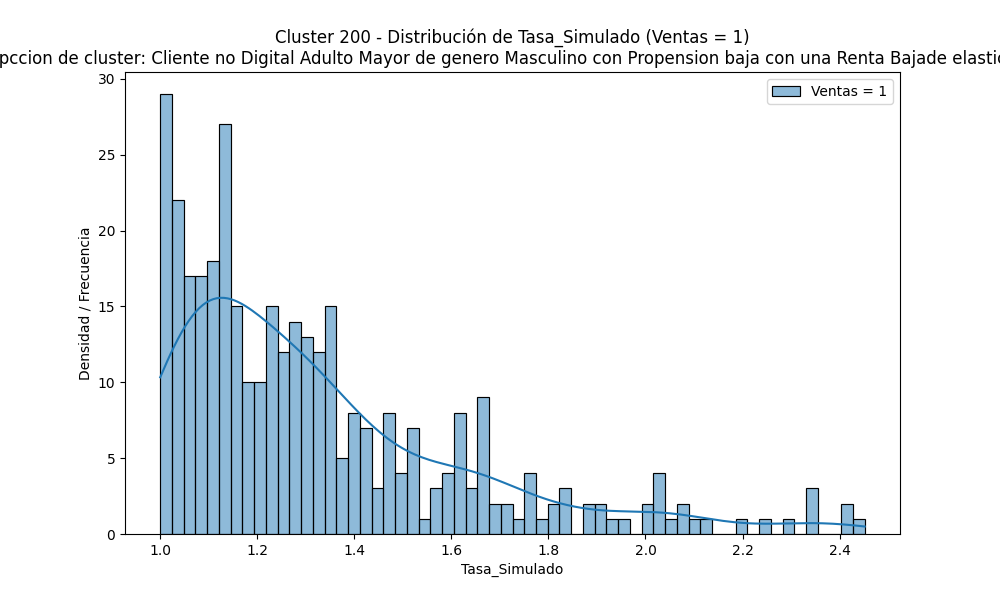 Cluster 200 - Distribución de Tasa_Simulado (Ventas = 1)
pccion de cluster: Cliente no Digital Adulto Mayor de genero Masculino con Propension baja con una Renta Bajade elastic
Ventas = 1
30
25
20
15
10
5
0
Densidad / Frecuencia
1.0 1.2 1.4 1.6 1.8 2.0 2.2 2.4
Tasa_Simulado